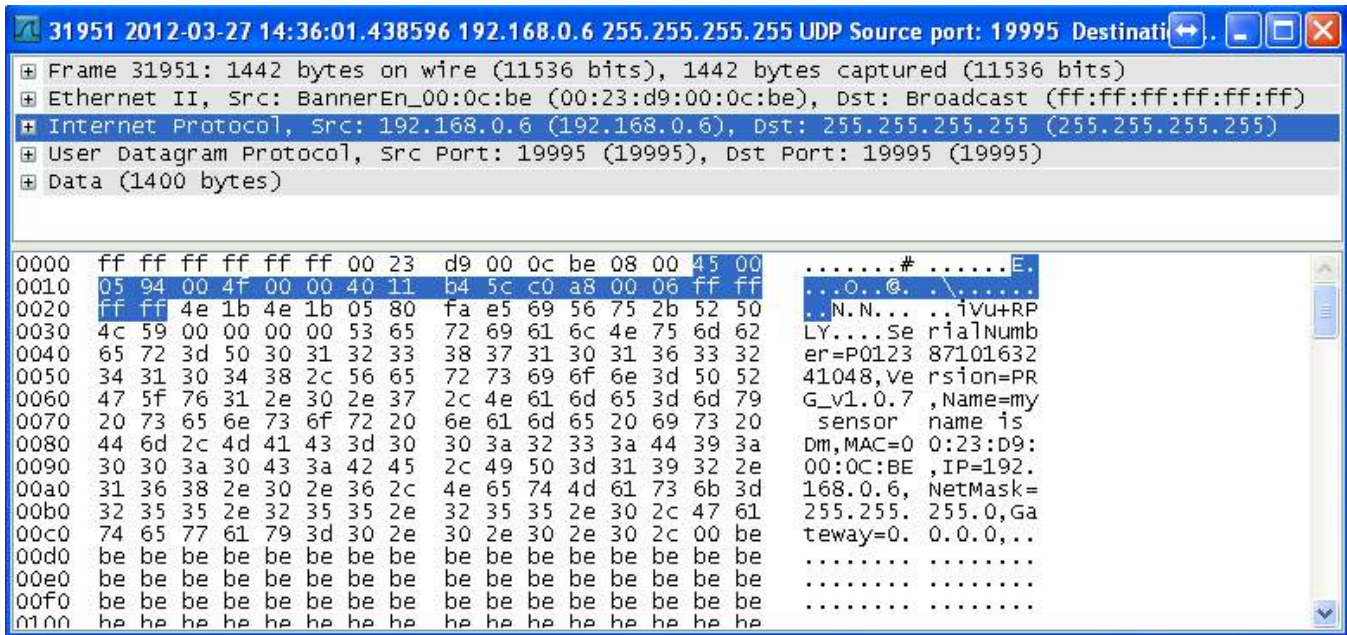 31951 2012-03-27 14:36:01.438596 192.168.0.6 255.255.255.255 UDP Source port: 19995 Destinati...
Frame 31951: 1442 bytes on wire (11536 bits), 1442 bytes captured (11536 bits)
Ethernet II, Src: BannerEn_00:0c:be (00:23:d9:00:0c:be), Dst: Broadcast (ff:ff:ff:ff:ff:ff)
Internet Protocol, Src: 192.168.0.6 (192.168.0.6), Dst: 255.255.255.255 (255.255.255.255)
User Datagram Protocol, Src Port: 19995 (19995), Dst Port: 19995 (19995)
Data (1400 bytes)
0000 ff ff ff ff ff ff 00 23 d9 00 0c be 08 00 45 00 .......# ......E.
0010 05 94 00 4f 00 00 40 11 b4 5c c0 a8 00 06 ff ff ...O..@. .\......
0020 ff ff 4e 1b 4e 1b 05 80 fa e5 69 56 75 2b 52 50 ..N.N... ..iVu+RP
0030 4c 59 00 00 00 00 53 65 72 69 61 6c 4e 75 6d 62 LY....Se rialNumb
0040 65 72 3d 50 30 31 32 33 38 37 31 30 31 36 33 32 er=P0123 87101632
0050 34 31 30 34 38 2c 56 65 72 73 69 6f 6e 3d 50 52 41048,Ve rsion=PR
0060 47 5f 76 31 2e 30 2e 37 2c 4e 61 6d 65 3d 6d 79 G_v1.0.7 ,Name=my
0070 20 73 65 6e 73 6f 72 20 6e 61 6d 65 20 69 73 20 sensor name is
0080 44 6d 2c 4d 41 43 3d 30 30 3a 32 33 3a 44 39 3a Dm,MAC=0 0:23:D9:
0090 30 30 3a 30 43 3a 42 45 2c 49 50 3d 31 39 32 2e 00:0C:BE ,IP=192.
00a0 31 36 38 2e 30 2e 36 2c 4e 65 74 4d 61 73 6b 3d 168.0.6, NetMask=
00b0 32 35 35 2e 32 35 35 2e 32 35 35 2e 30 2c 47 61 255.255. 255.0,Ga
00c0 74 65 77 61 79 3d 30 2e 30 2e 30 2e 30 2c 00 be teway=0. 0.0.0,..
00d0 be be be be be be be be be be be be be be be be ........ ........
00e0 be be be be be be be be be be be be be be be be ........ ........
00f0 be be be be be be be be be be be be be be be be ........ ........
0100 be be be be be be be be be be be be be be be be